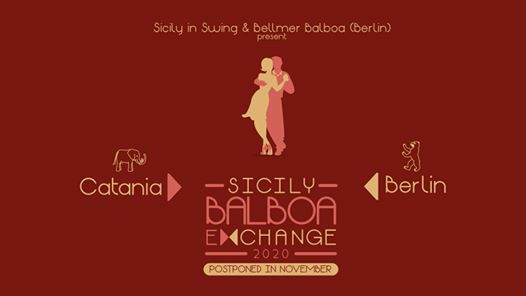 Sicily in Swing & Bellmer Balboa (Berlin)
present
Catania
Berlin
SICILY
BALBOA
EXCHANGE
2020
POSTPONED IN NOVEMBER